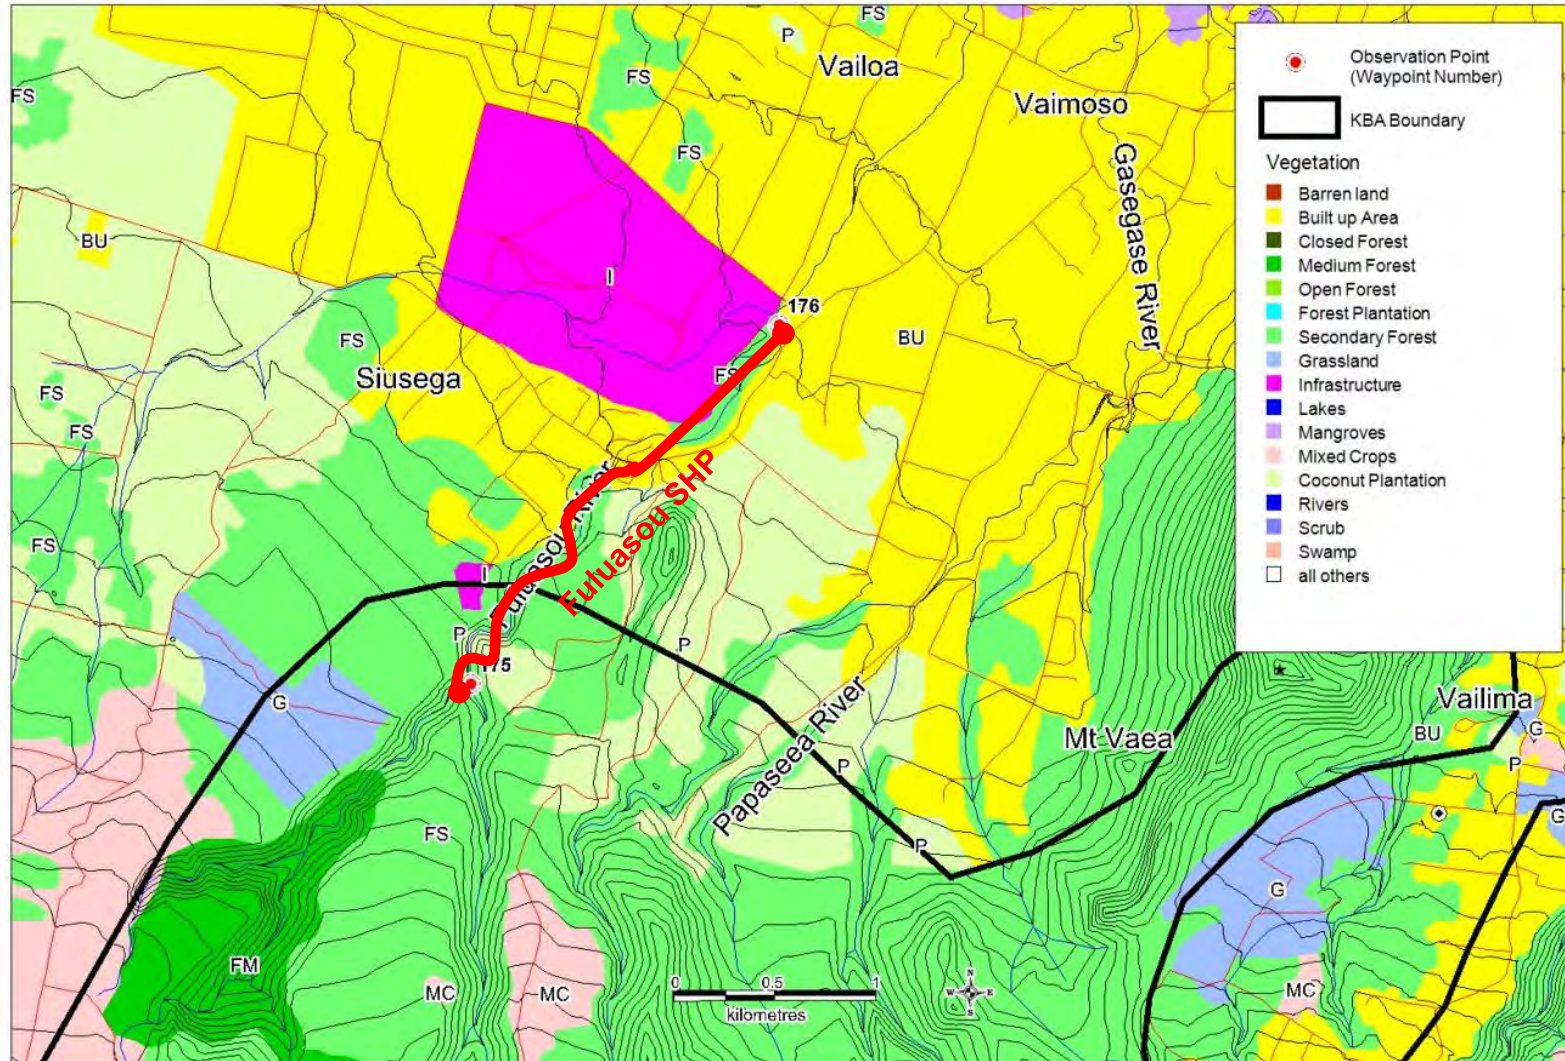 FS
P
Vailoa
FS
FS
Vaimoso
FS
Gasegase River
BU
I
176
FS
BU
Siusega
FS
FS
FS
Fuluasou River
Fuluasou SHP
FS
I
P
175
P
G
Papaseea River
Mt Vaea
Vailima
BU
G
P
P
G
FS
P
G
FM
MC
MC
MC
0 0.5 1
kilometres
N
W E
S
Observation Point
(Waypoint Number)
KBA Boundary
Vegetation
Barren land
Built up Area
Closed Forest
Medium Forest
Open Forest
Forest Plantation
Secondary Forest
Grassland
Infrastructure
Lakes
Mangroves
Mixed Crops
Coconut Plantation
Rivers
Scrub
Swamp
all others